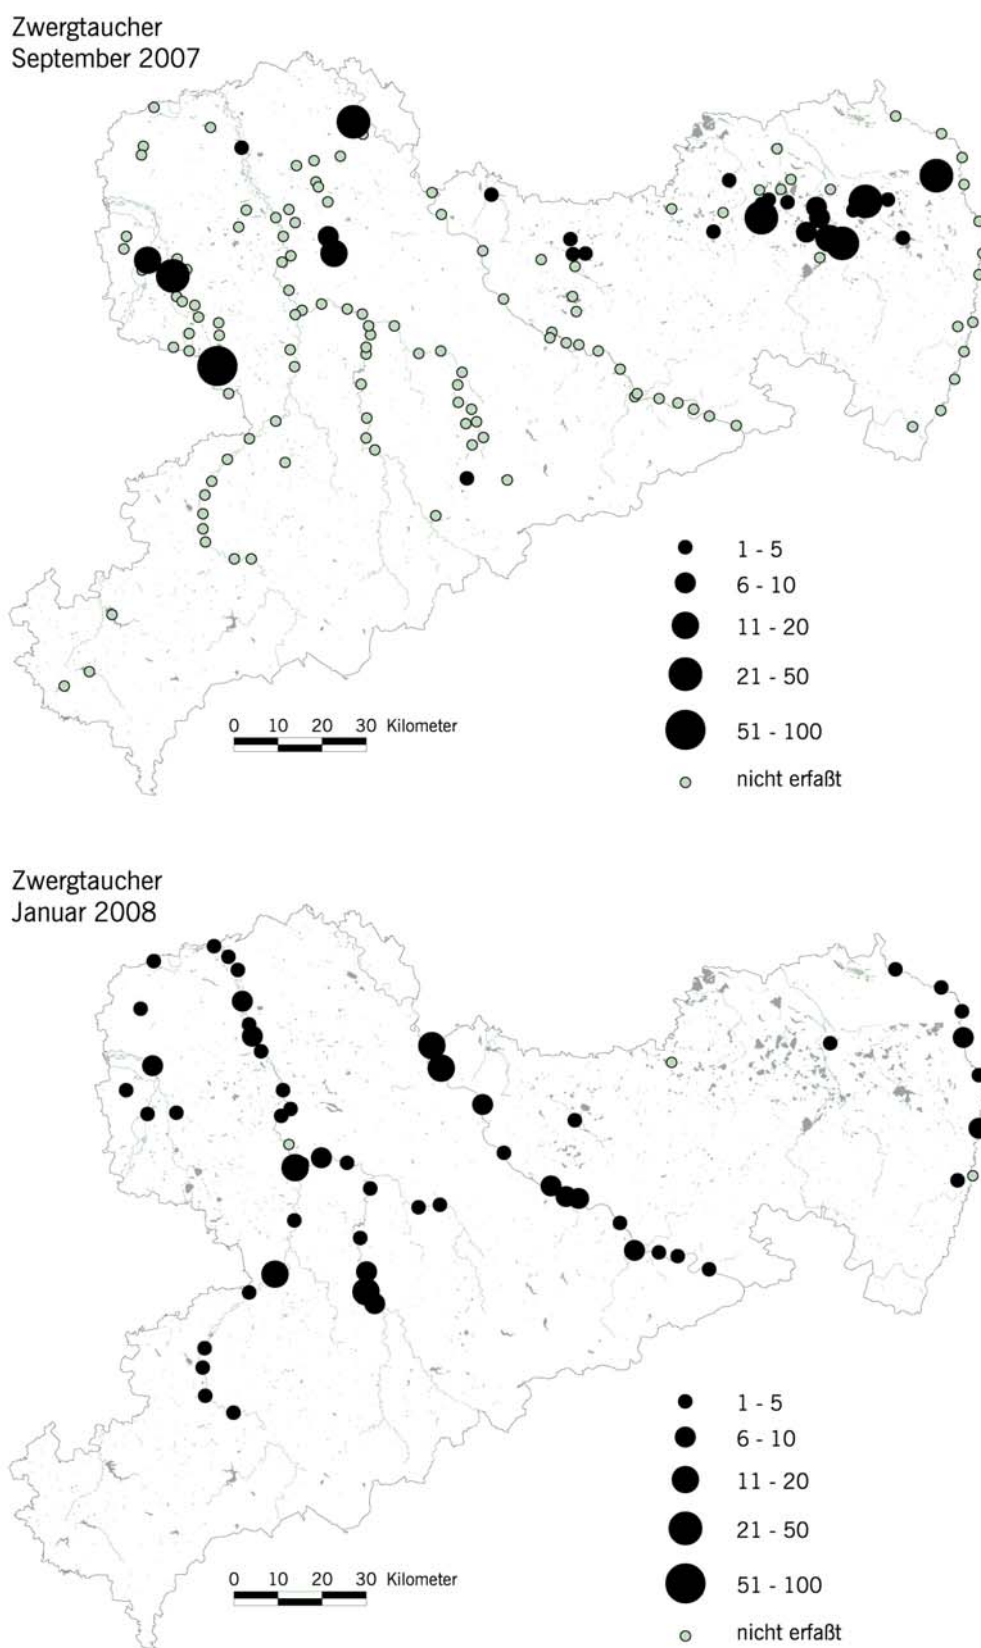 Zwergtaucher
September 2007
1 - 5
6 - 10
11 - 20
21 - 50
0 10 20 30 Kilometer
51 - 100
nicht erfaßt
Zwergtaucher
Januar 2008
1 - 5
6 - 10
11 - 20
21 - 50
0 10 20 30 Kilometer
51 - 100
nicht erfaßt